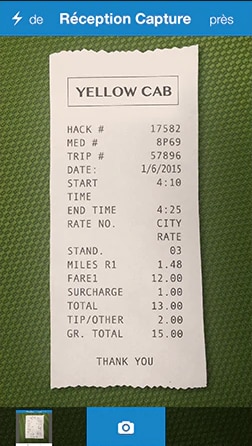 de Réception Capture près
YELLOW CAB
HACK # 17582
MED # 8P69
TRIP # 57896
DATE: 1/6/2015
START 4:10
TIME
END TIME 4:25
RATE NO. CITY
RATE
STAND. 03
MILES R1 1.48
FARE1 12.00
SURCHARGE 1.00
TOTAL 13.00
TIP/OTHER 2.00
GR. TOTAL 15.00
THANK YOU